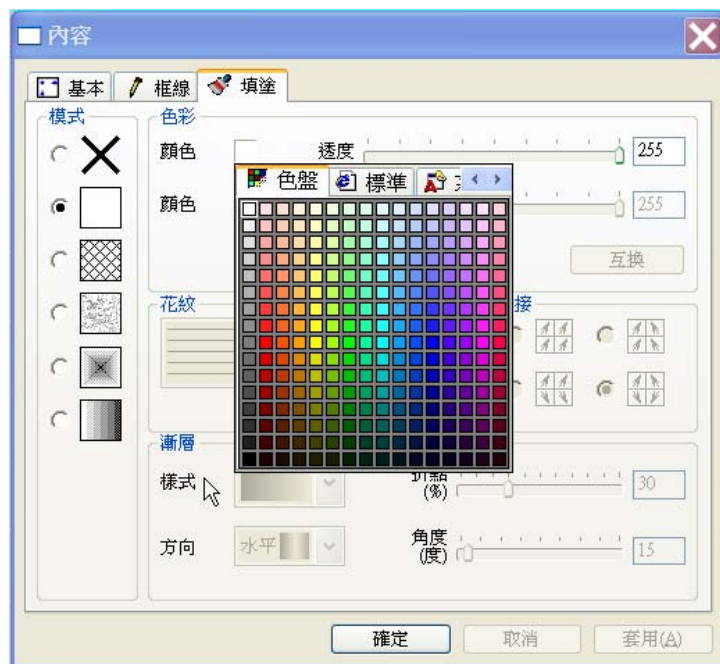 內容
基本
框線
填塗
模式
色彩
顏色
透度
255
顏色
255
互換
色盤
標準
花紋
接
漸層
樣式
折點
(%)
30
方向
水平
角度
(度)
15
確定
取消
套用(A)